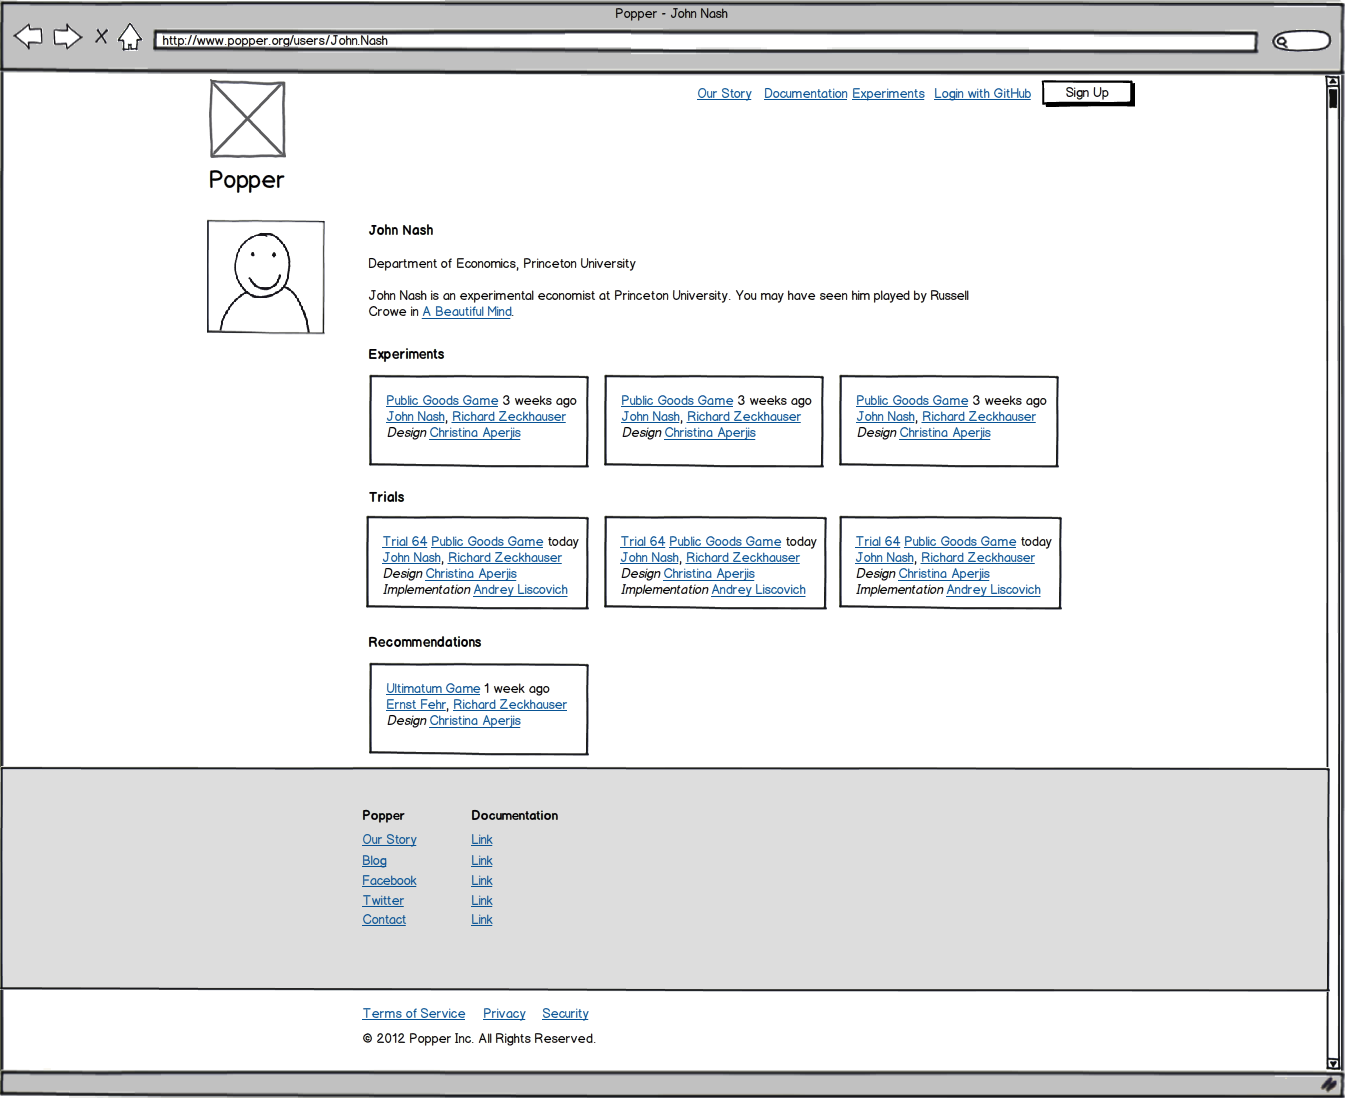 Popper - John Nash
http://www.popper.org/users/John.Nash
Our Story Documentation Experiments Login with GitHub Sign Up
Popper
John Nash
Department of Economics, Princeton University
John Nash is an experimental economist at Princeton University. You may have seen him played by Russell
Crowe in A Beautiful Mind.
Experiments
Public Goods Game 3 weeks ago
John Nash, Richard Zeckhauser
Design Christina Aperjis
Public Goods Game 3 weeks ago
John Nash, Richard Zeckhauser
Design Christina Aperjis
Public Goods Game 3 weeks ago
John Nash, Richard Zeckhauser
Design Christina Aperjis
Trials
Trial 64 Public Goods Game today
John Nash, Richard Zeckhauser
Design Christina Aperjis
Implementation Andrey Liscovich
Trial 64 Public Goods Game today
John Nash, Richard Zeckhauser
Design Christina Aperjis
Implementation Andrey Liscovich
Trial 64 Public Goods Game today
John Nash, Richard Zeckhauser
Design Christina Aperjis
Implementation Andrey Liscovich
Recommendations
Ultimatum Game 1 week ago
Ernst Fehr, Richard Zeckhauser
Design Christina Aperjis
Popper
Our Story
Blog
Facebook
Twitter
Contact
Documentation
Link
Link
Link
Link
Link
Terms of Service Privacy Security
© 2012 Popper Inc. All Rights Reserved.